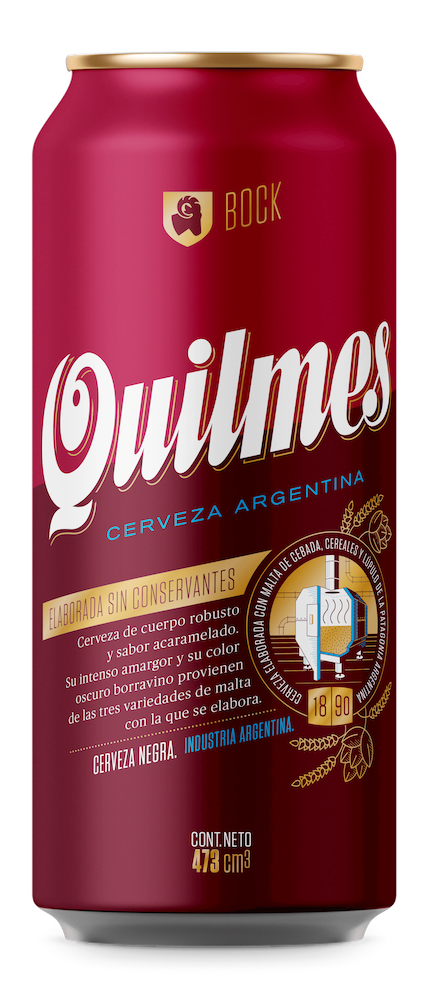 BOCK
Quilmes
CERVEZA ARGENTINA
ELABORADA SIN CONSERVANTES
Cerveza de cuerpo robusto
y sabor acaramelado.
Su intenso amargor y su color
oscuro borravino provienen
de las tres variedades de malta
con la que se elabora.
CERVEZA NEGRA. INDUSTRIA ARGENTINA.
CERVEZA ELABORADA CON MALTA DE CEBADA, CEREALES Y LÚPULO DE LA PATAGONIA ARGENTINA
18 90
CONT. NETO
473 cm3